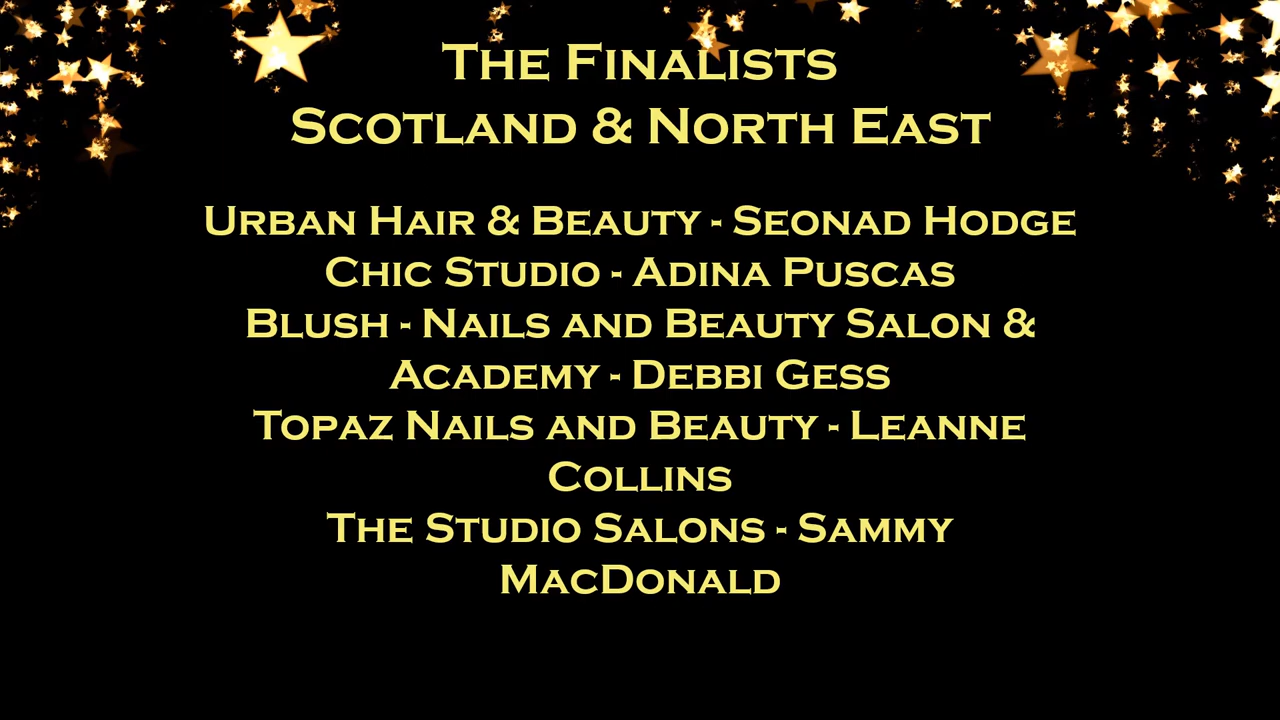 The Finalists
Scotland & North East
Urban Hair & Beauty - Seonad Hodge
Chic Studio - Adina Puscas
Blush - Nails and Beauty Salon &
Academy - Debbi Gess
Topaz Nails and Beauty - Leanne
Collins
The Studio Salons - Sammy
MacDonald